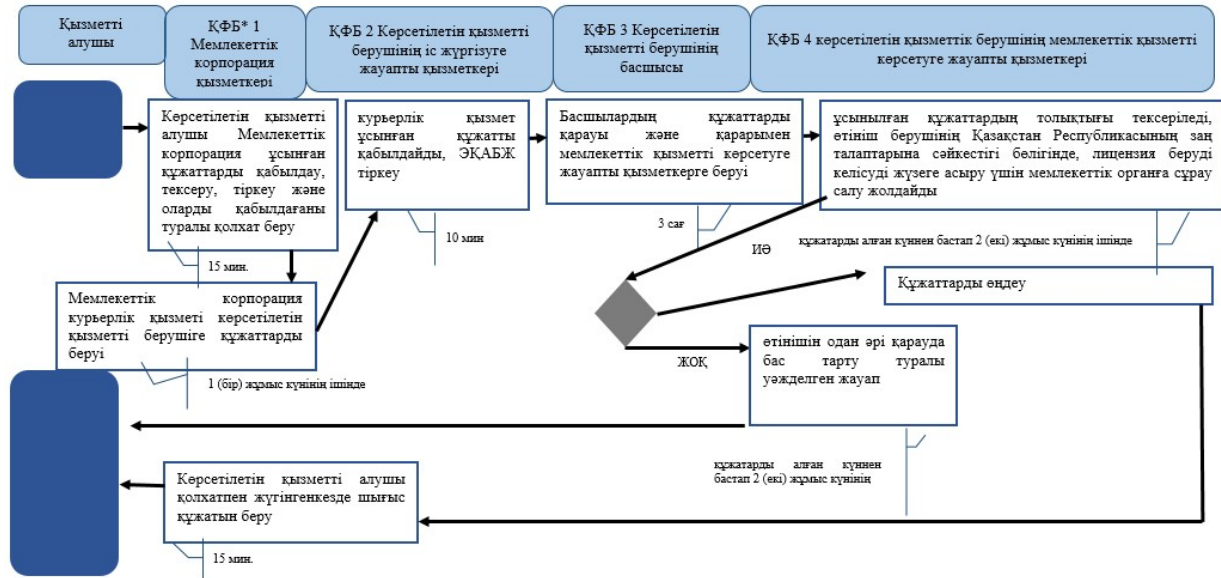 Қызметті
алушы
ҚФБ* 1
Мемлекеттік
корпорация
қызметкері
ҚФБ 2 Көрсетілетін қызметті
берушінің іс жүргізуге
жауапты қызметкері
ҚФБ 3 Көрсетілетін
қызметті берушінің
басшысы
ҚФБ 4 көрсетілетін қызметтік берушінің мемлекеттік қызметті
көрсетуге жауапты қызметкері
Көрсетілетін қызметті
алушы Мемлекеттік
корпорация ұсынған
құжаттарды қабылдау,
тексеру, тіркеу және
оларды қабылдағаны
туралы қолхат беру
15 мин.
курьерлік қызмет
ұсынған құжатты
қабылдайды, ЭҚАБЖ
тіркеу
10 мин
Басшылардың құжаттарды
қарауы және қарарымен
мемлекеттік қызметті көрсетуге
жауапты қызметкерге беруі
3 сағ
ұсынылған құжаттардың толықтығы тексеріледі,
өтініш берушінің Қазақстан Республикасының заң
талаптарына сәйкестігі бөлігінде, лицензия беруді
келісуді жүзеге асыру үшін мемлекеттік органға сұрау
салу жолдайды
ИӘ
құжатарды алған күннен бастап 2 (екі) жұмыс күнінің ішінде
Мемлекеттік корпорация
курьерлік қызметі көрсетілетін
қызметті берушіге құжаттарды
беруі
1 (бір) жұмыс күнінің ішінде
Құжаттарды өңдеу
ЖОҚ
өтінішін одан әрі қарауда
бас тарту туралы
уәжделген жауап
құжатарды алған күннен
бастап 2 (екі) жұмыс күнінің
Көрсетілетін қызметті алушы
қолхатпен жүгінгенкезде шығыс
құжатын беру
15 мин.